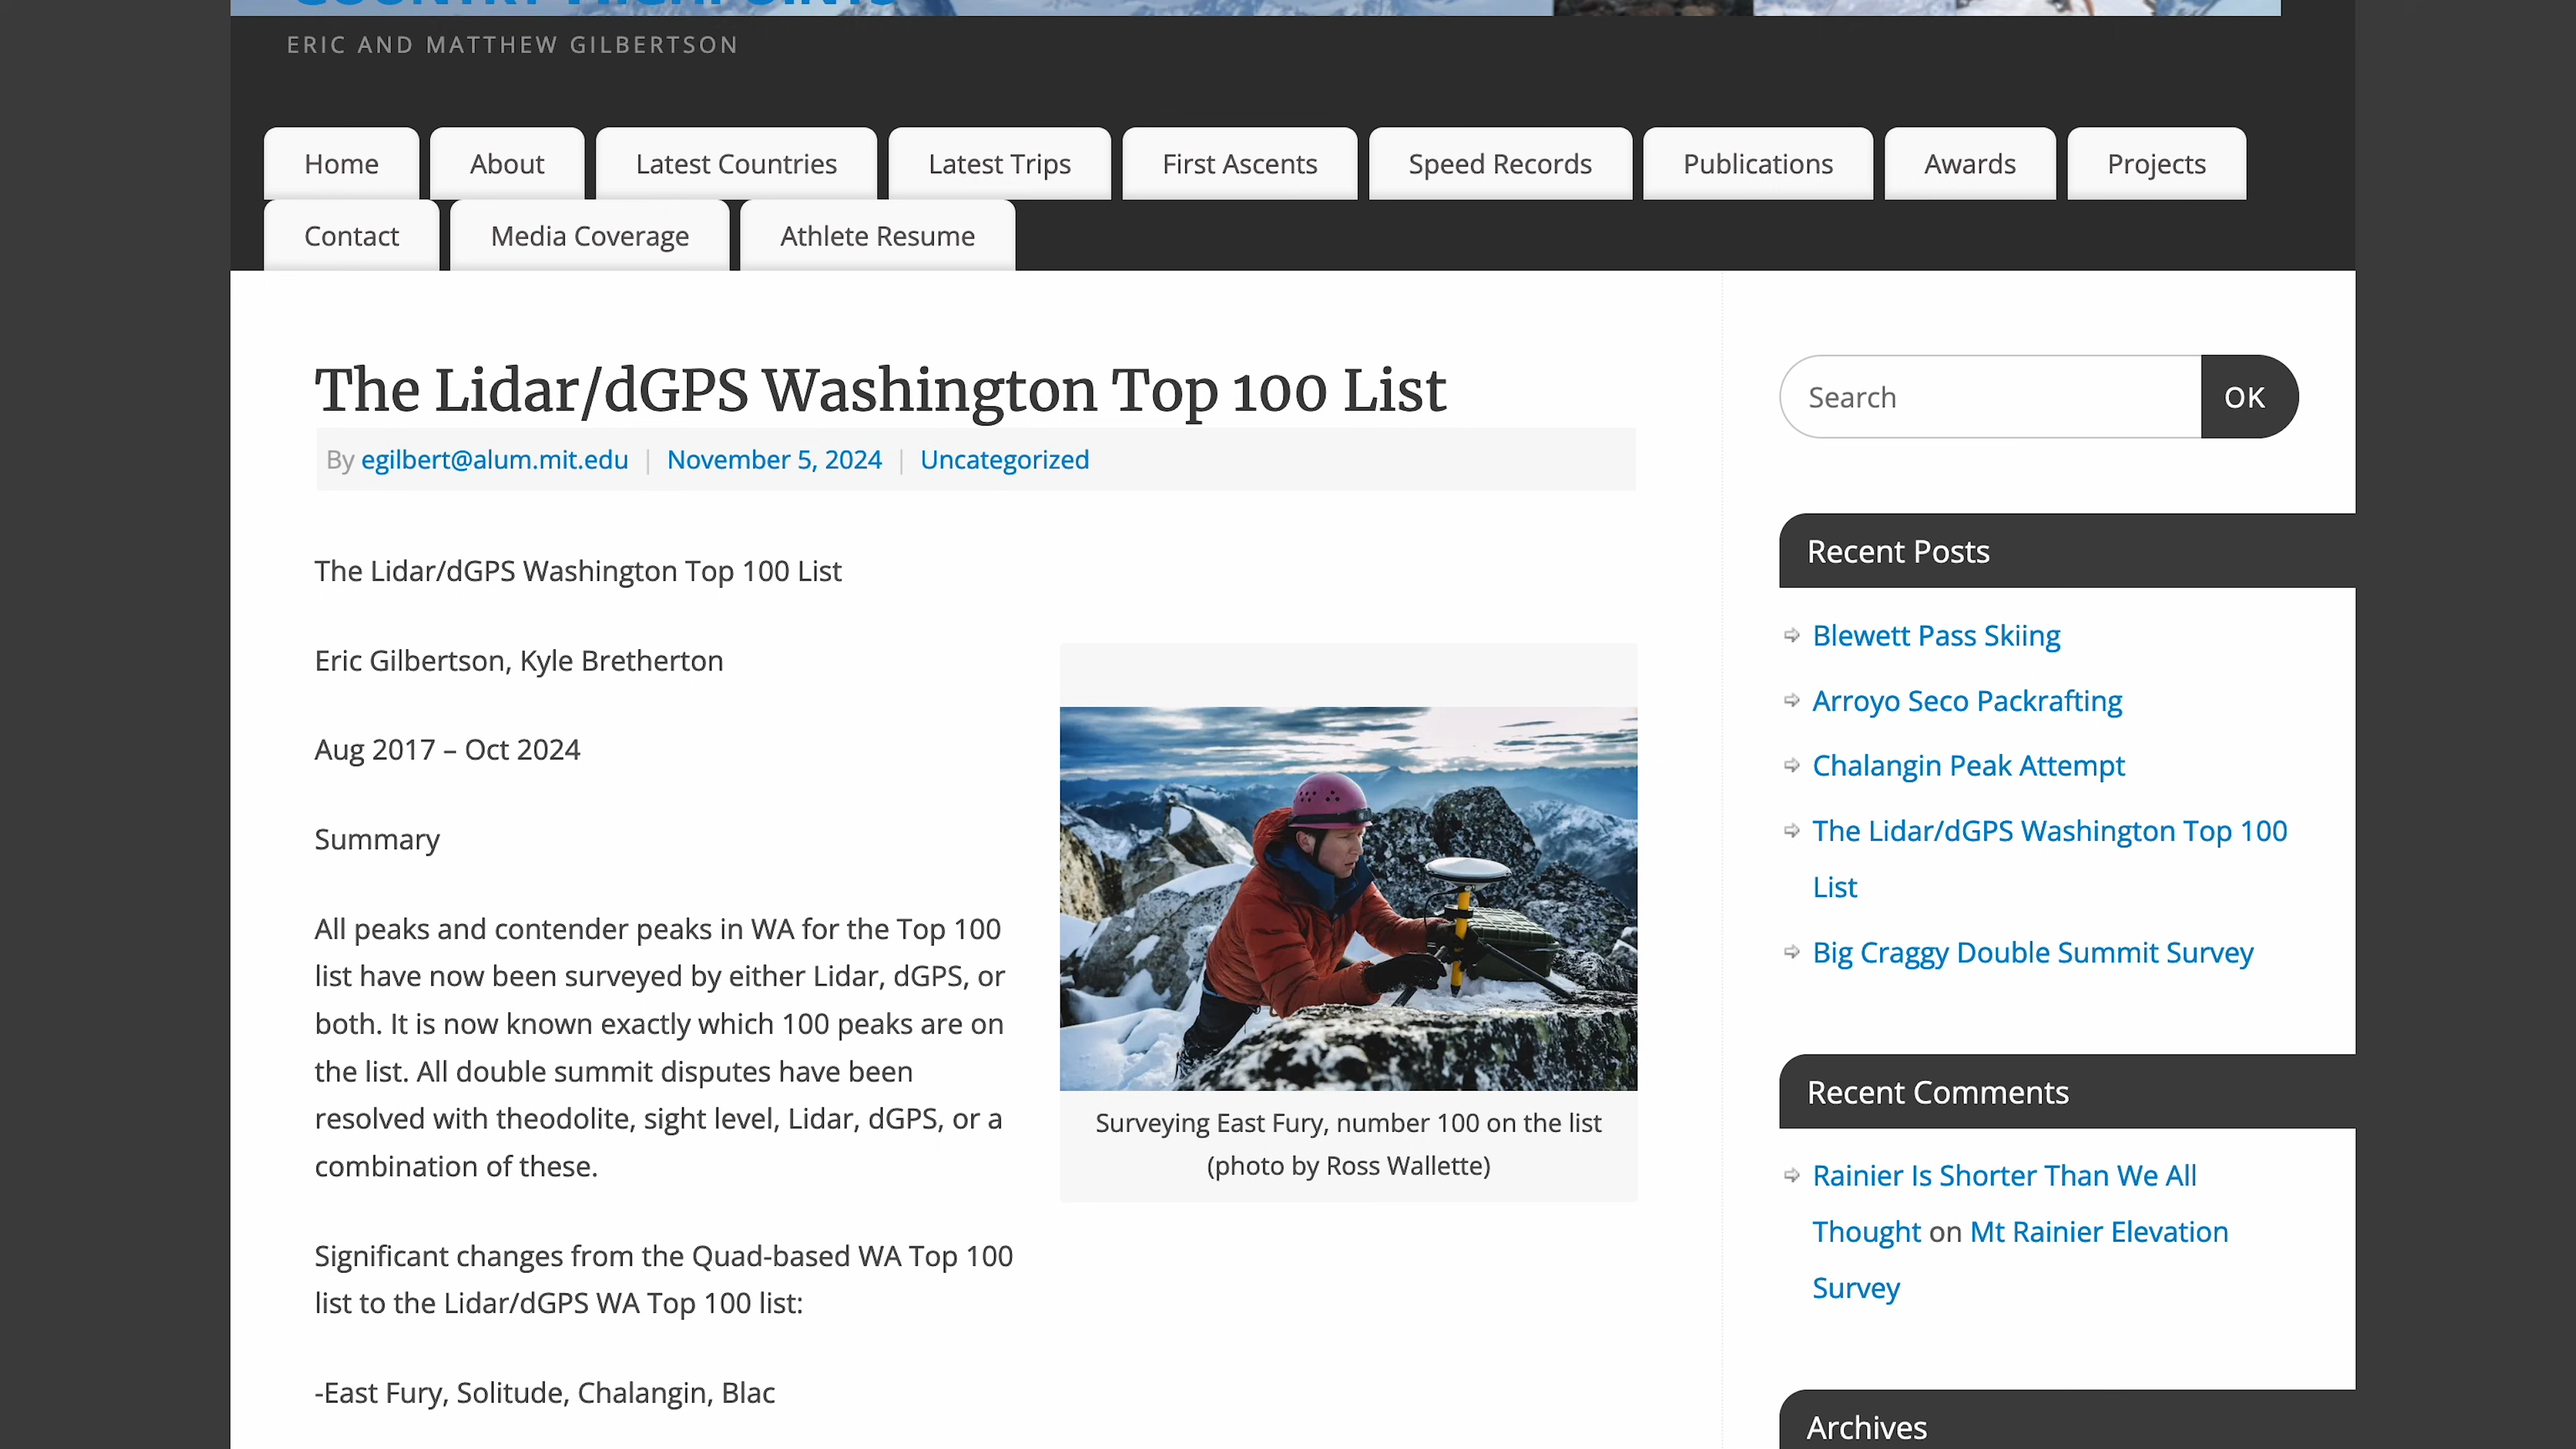 COUNTRY HIGHPOINTS
ERIC AND MATTHEW GILBERTSON
Home
About
Latest Countries
Latest Trips
First Ascents
Speed Records
Publications
Awards
Projects
Contact
Media Coverage
Athlete Resume
The Lidar/dGPS Washington Top 100 List
By egilbert@alum.mit.edu | November 5, 2024 | Uncategorized
The Lidar/dGPS Washington Top 100 List
Eric Gilbertson, Kyle Bretherton
Aug 2017 – Oct 2024
Summary
All peaks and contender peaks in WA for the Top 100
list have now been surveyed by either Lidar, dGPS, or
both. It is now known exactly which 100 peaks are on
the list. All double summit disputes have been
resolved with theodolite, sight level, Lidar, dGPS, or a
combination of these.
Significant changes from the Quad-based WA Top 100
list to the Lidar/dGPS WA Top 100 list:
-East Fury, Solitude, Chalangin, Blac
Surveying East Fury, number 100 on the list
(photo by Ross Wallette)
Search
OK
Recent Posts
Blewett Pass Skiing
Arroyo Seco Packrafting
Chalangin Peak Attempt
The Lidar/dGPS Washington Top 100
List
Big Craggy Double Summit Survey
Recent Comments
Rainier Is Shorter Than We All
Thought on Mt Rainier Elevation
Survey
Archives